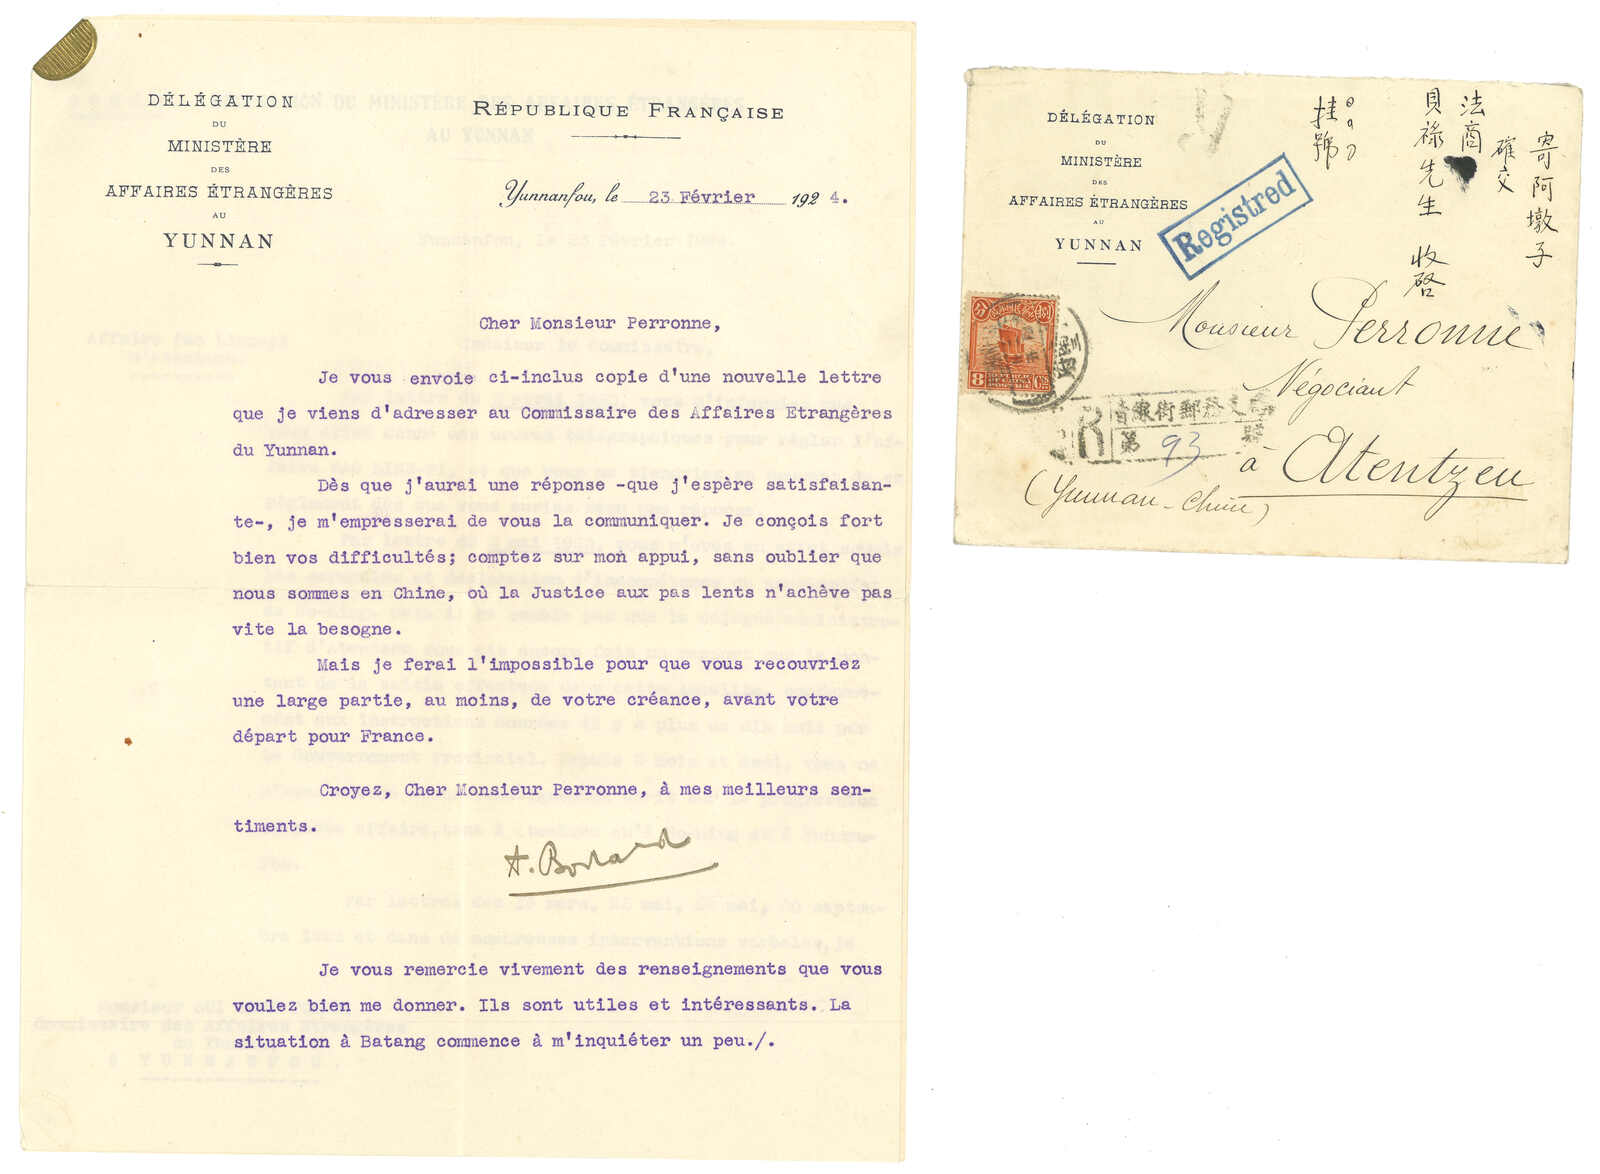 DÉLÉGATION
DU
MINISTÈRE
DES
AFFAIRES ÉTRANGÈRES
AU
YUNNAN
RÉPUBLIQUE FRANÇAISE
Yunnanfou, le 23 Février 1924.
Cher Monsieur Perronne,
Je vous envoie ci-inclus copie d'une nouvelle lettre
que je viens d'adresser au Commissaire des Affaires Etrangères
du Yunnan.
Dès que j'aurai une réponse -que j'espère satisfaisan-
te-, je m'empresserai de vous la communiquer. Je conçois fort
bien vos difficultés; comptez sur mon appui, sans oublier que
nous sommes en Chine, où la Justice aux pas lents n'achève pas
vite la besogne.
Mais je ferai l'impossible pour que vous recouvriez
une large partie, au moins, de votre créance, avant votre
départ pour France.
Croyez, Cher Monsieur Perronne, à mes meilleurs sen-
timents.
A. Bodard
Je vous remercie vivement des renseignements que vous
voulez bien me donner. Ils sont utiles et intéressants. La
situation à Batang commence à m'inquiéter un peu./.
DÉLÉGATION
DU
MINISTÈRE
DES
AFFAIRES ÉTRANGÈRES
AU
YUNNAN
寄阿墩子
確交
法商
貝祿先生 收啓
挂號
Registred
8
Monsieur Perronne
Négociant
à Atentzeu
(Yunnan-Chine)
R
第 93